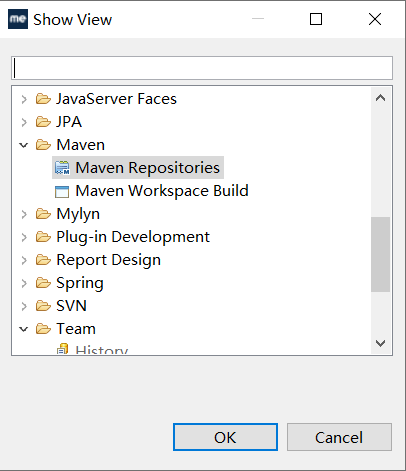 me Show View
JavaServer Faces
JPA
Maven
Maven Repositories
Maven Workspace Build
Mylyn
Plug-in Development
Report Design
Spring
SVN
Team
History
OK Cancel